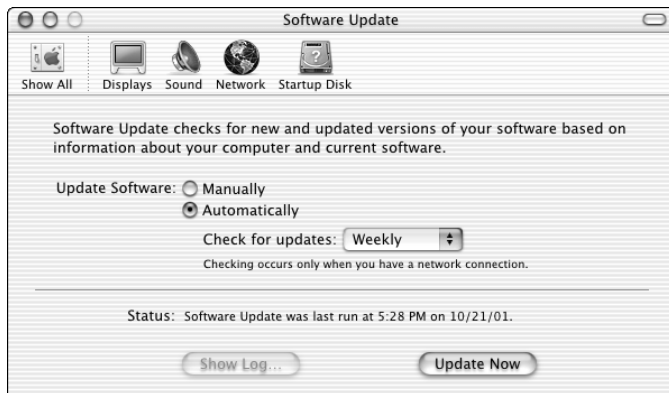 Software Update
Show All Displays Sound Network Startup Disk
Software Update checks for new and updated versions of your software based on
information about your computer and current software.
Update Software: Manually
Automatically
Check for updates: Weekly
Checking occurs only when you have a network connection.
Status: Software Update was last run at 5:28 PM on 10/21/01.
Show Log... Update Now